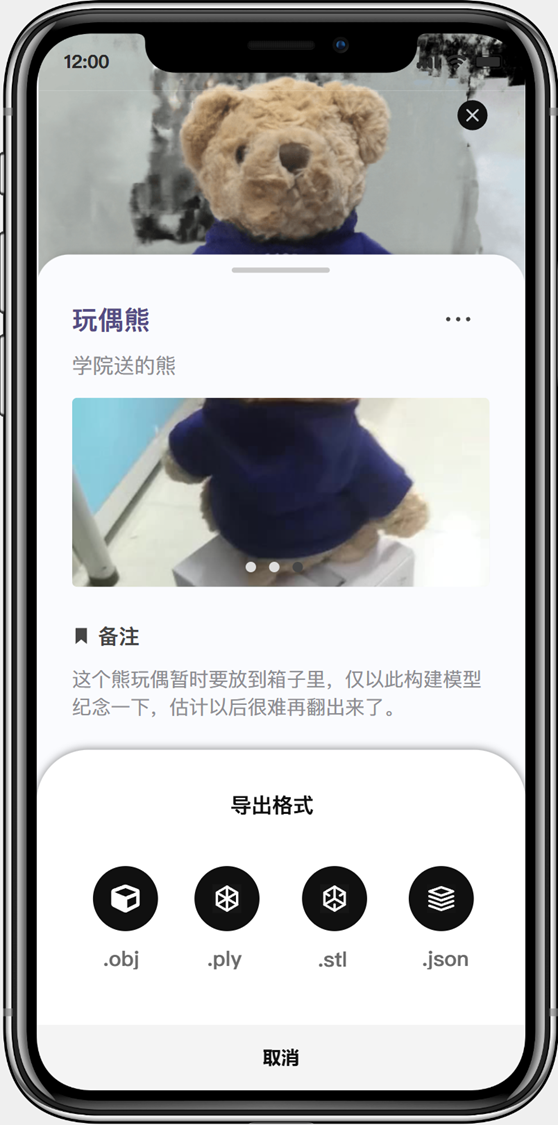 12:00
玩偶熊
学院送的熊
备注
这个熊玩偶暂时要放到箱子里，仅以此构建模型
纪念一下，估计以后很难再翻出来了。
导出格式
.obj
.ply
.stl
.json
取消